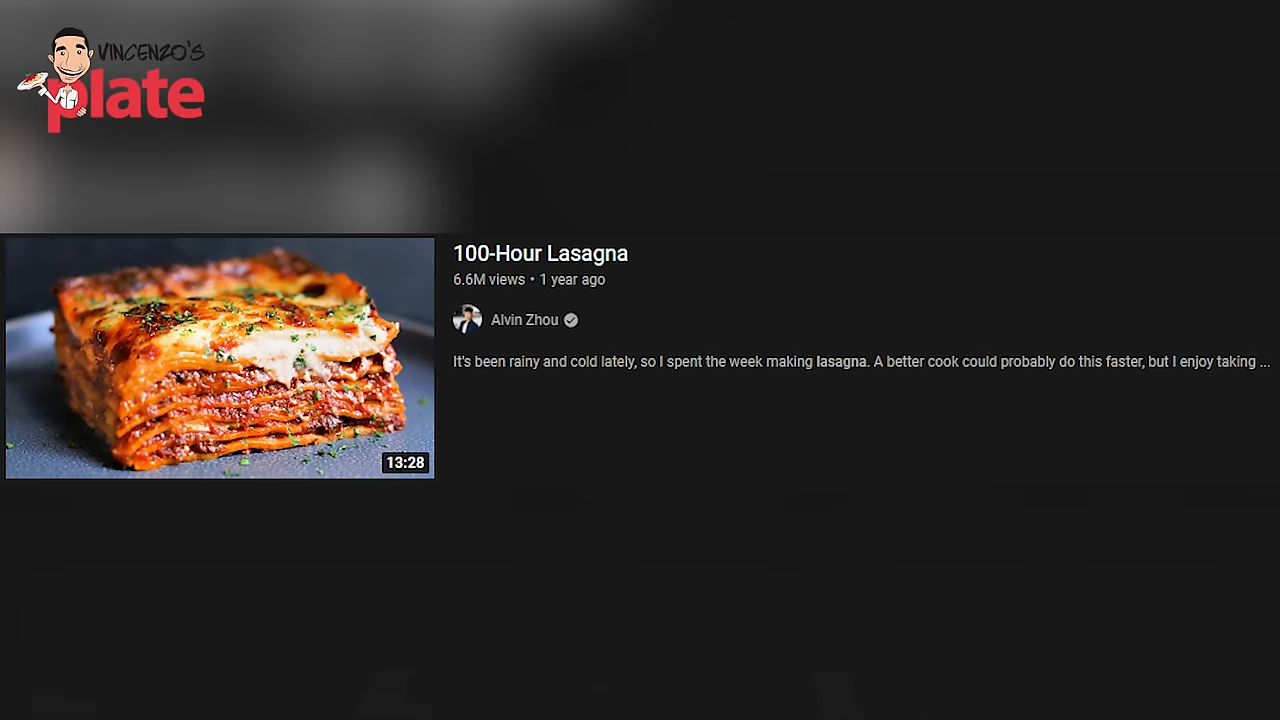 VINCENZO'S
plate
100-Hour Lasagna
6.6M views • 1 year ago
Alvin Zhou
It's been rainy and cold lately, so I spent the week making lasagna. A better cook could probably do this faster, but I enjoy taking ...
13:28